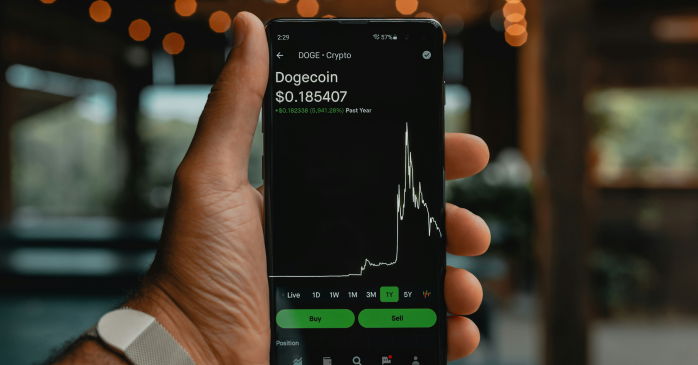 2:29 57%
DOGE • Crypto
Dogecoin
$0.185407
+$0.182338 (5,941.28%) Past Year
Live 1D 1W 1M 3M 1Y 5Y
Buy Sell
Position